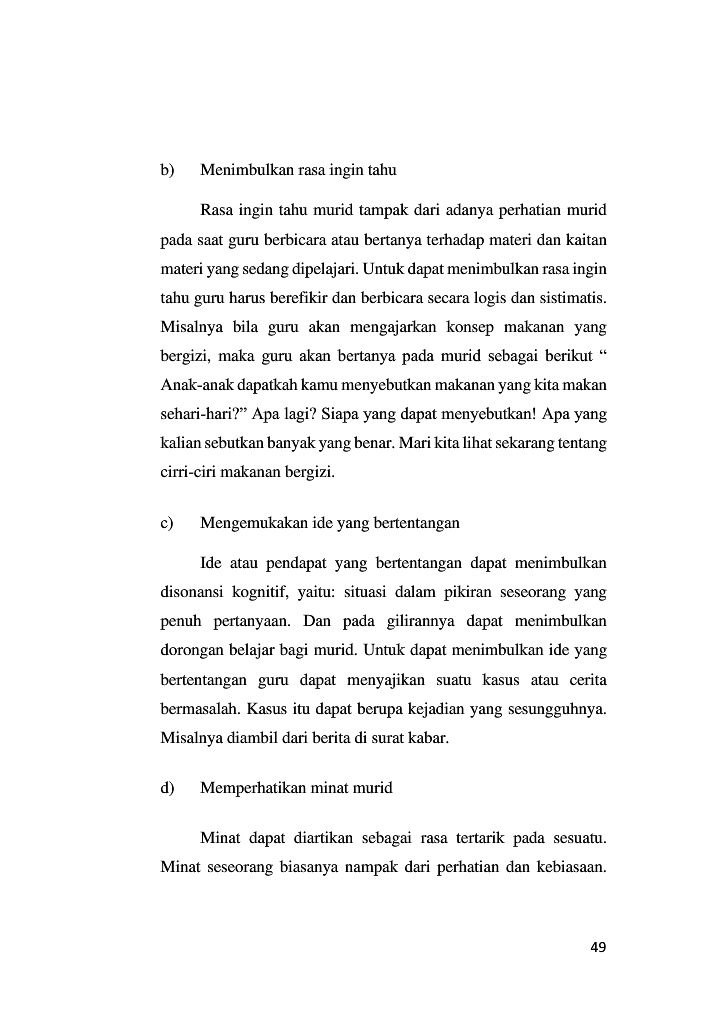 b) Menimbulkan rasa ingin tahu
Rasa ingin tahu murid tampak dari adanya perhatian murid
pada saat guru berbicara atau bertanya terhadap materi dan kaitan
materi yang sedang dipelajari. Untuk dapat menimbulkan rasa ingin
tahu guru harus berefikir dan berbicara secara logis dan sistimatis.
Misalnya bila guru akan mengajarkan konsep makanan yang
bergizi, maka guru akan bertanya pada murid sebagai berikut “
Anak-anak dapatkah kamu menyebutkan makanan yang kita makan
sehari-hari?” Apa lagi? Siapa yang dapat menyebutkan! Apa yang
kalian sebutkan banyak yang benar. Mari kita lihat sekarang tentang
cirri-ciri makanan bergizi.
c) Mengemukakan ide yang bertentangan
Ide atau pendapat yang bertentangan dapat menimbulkan
disonansi kognitif, yaitu: situasi dalam pikiran seseorang yang
penuh pertanyaan. Dan pada gilirannya dapat menimbulkan
dorongan belajar bagi murid. Untuk dapat menimbulkan ide yang
bertentangan guru dapat menyajikan suatu kasus atau cerita
bermasalah. Kasus itu dapat berupa kejadian yang sesungguhnya.
Misalnya diambil dari berita di surat kabar.
d) Memperhatikan minat murid
Minat dapat diartikan sebagai rasa tertarik pada sesuatu.
Minat seseorang biasanya nampak dari perhatian dan kebiasaan.
49